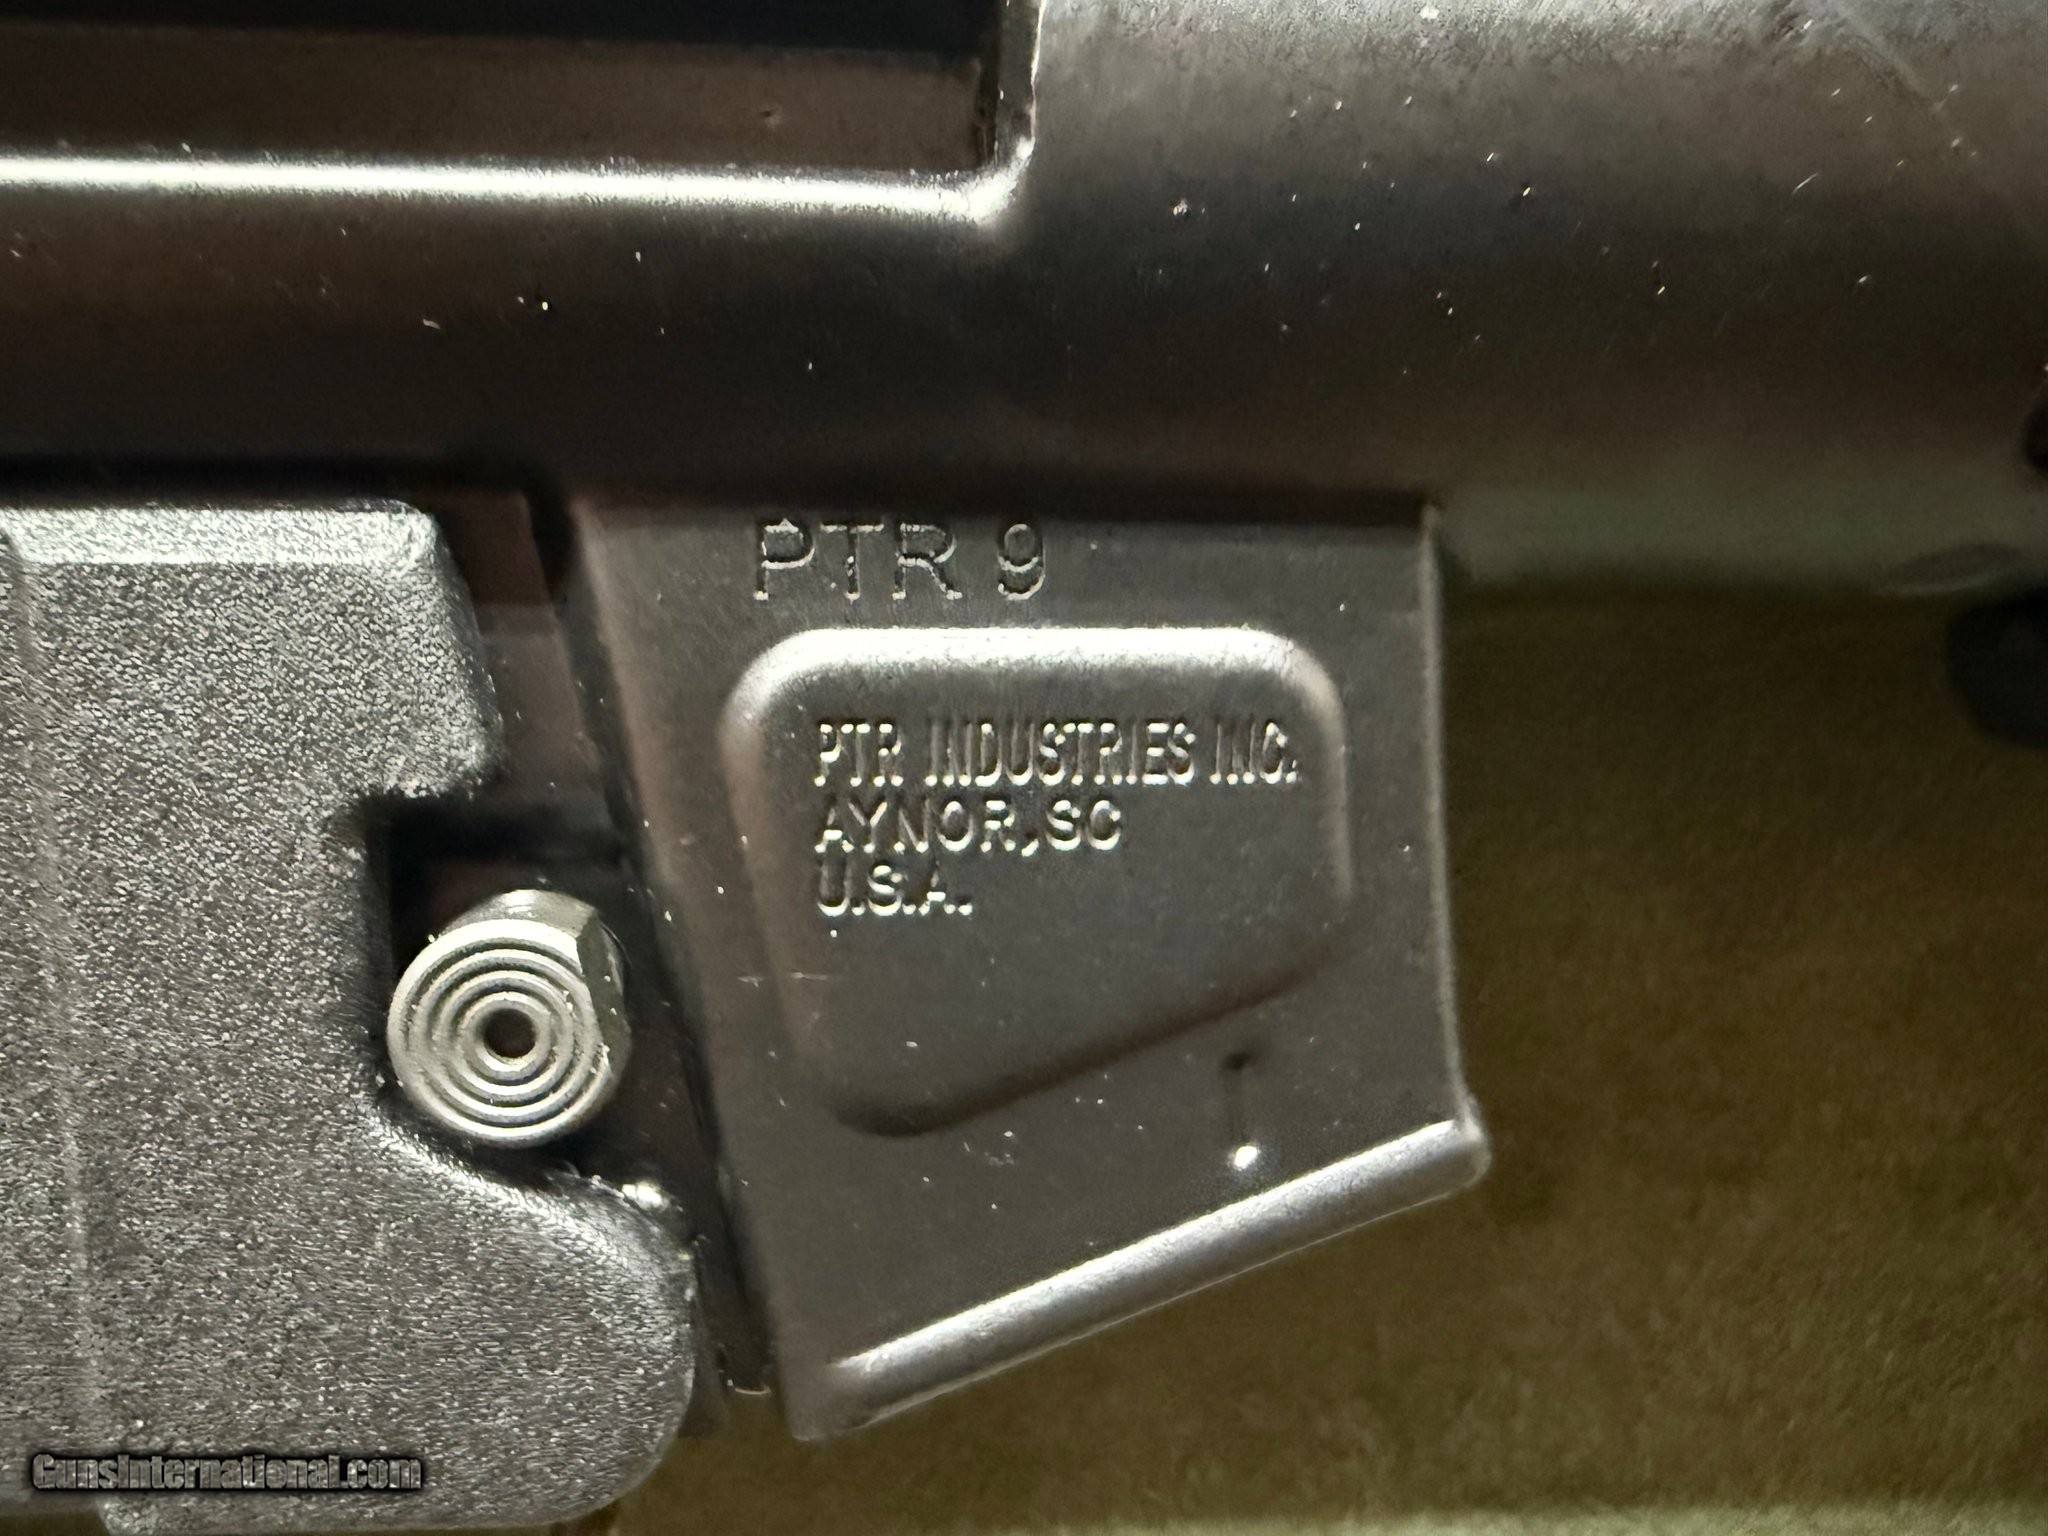 PTR 9
PTR INDUSTRIES INC.
AYNOR, SC
U.S.A.
GunsInternational.com